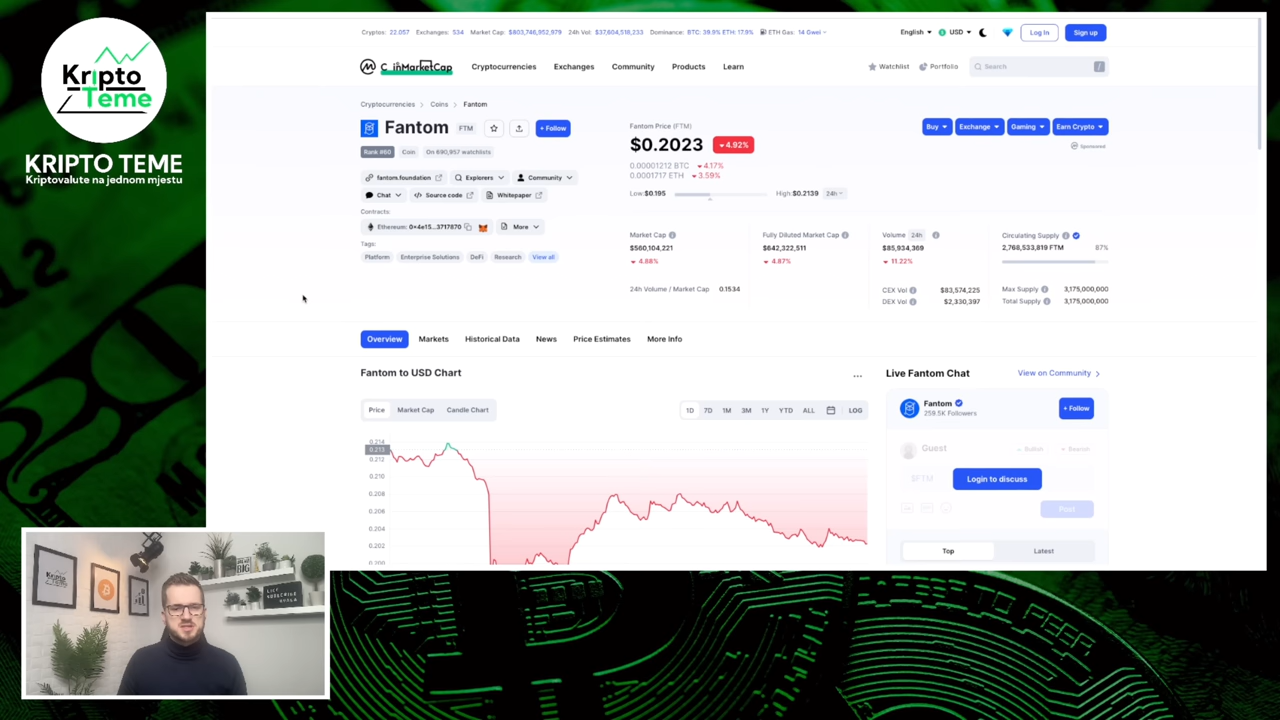 Kripto
Teme
KRIPTO TEME
Kriptovalute na jednom mjestu
Cryptos: 22.057 Exchanges: 534 Market Cap: $803,746,952,979 24h Vol: $37,604,518,233 Dominance: BTC: 39.9% ETH: 17.9% ETH Gas: 14 Gwei
English USD Log In Sign up
CoinMarketCap Cryptocurrencies Exchanges Community Products Learn
Watchlist Portfolio Search /
Cryptocurrencies > Coins > Fantom
Fantom FTM + Follow
Rank #60 Coin On 690,957 watchlists
fantom.foundation Explorers Community
Chat Source code Whitepaper
Contracts:
Ethereum: 0x4e15...3717870 More
Tags:
Platform Enterprise Solutions DeFi Research View all
Fantom Price (FTM)
$0.2023 4.92%
0.00001212 BTC 4.17%
0.0001717 ETH 3.59%
Low: $0.195 High: $0.2139 24h
Buy Exchange Gaming Earn Crypto
Sponsored
Market Cap
$560,104,221
4.88%
Fully Diluted Market Cap
$642,322,511
4.87%
Volume 24h
$85,934,369
11.22%
Circulating Supply
2,768,533,819 FTM 87%
24h Volume / Market Cap 0.1534
CEX Vol $83,574,225
DEX Vol $2,330,397
Max Supply 3,175,000,000
Total Supply 3,175,000,000
Overview Markets Historical Data News Price Estimates More Info
Fantom to USD Chart
Price Market Cap Candle Chart
1D 7D 1M 3M 1Y YTD ALL LOG
0.214
0.213
0.212
0.210
0.208
0.206
0.204
0.202
0.200
Live Fantom Chat View on Community >
Fantom
259.5K Followers
+ Follow
Guest Bullish Bearish
$FTM
Login to discuss
Post
Top Latest
Kripto
Teme
BIG
LIKE
SUBSCRIBE
HVALA